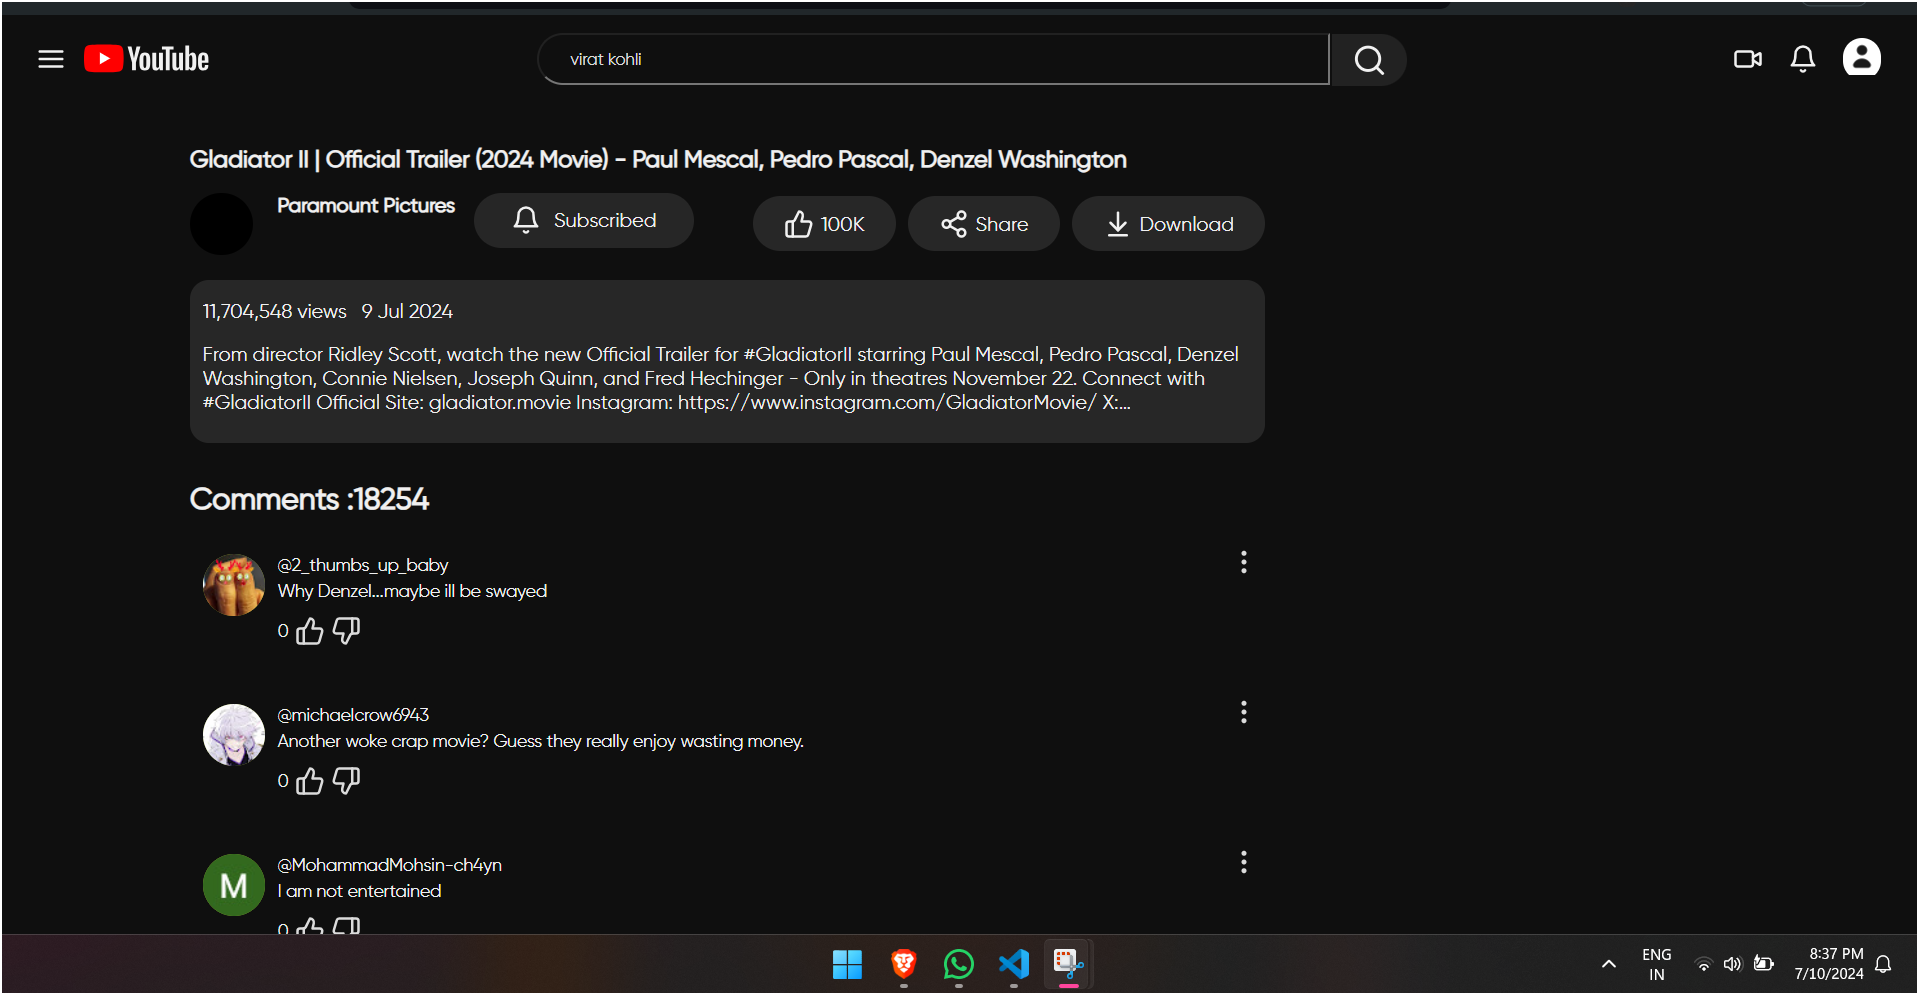 YouTube
virat kohli
Gladiator II | Official Trailer (2024 Movie) - Paul Mescal, Pedro Pascal, Denzel Washington
Paramount Pictures
Subscribed
100K
Share
Download
11,704,548 views 9 Jul 2024
From director Ridley Scott, watch the new Official Trailer for #GladiatorII starring Paul Mescal, Pedro Pascal, Denzel
Washington, Connie Nielsen, Joseph Quinn, and Fred Hechinger - Only in theatres November 22. Connect with
#GladiatorII Official Site: gladiator.movie Instagram: https://www.instagram.com/GladiatorMovie/ X:...
Comments :18254
@2_thumbs_up_baby
Why Denzel...maybe ill be swayed
0
@michaelcrow6943
Another woke crap movie? Guess they really enjoy wasting money.
0
M
@MohammadMohsin-ch4yn
I am not entertained
0
ENG
IN
8:37 PM
7/10/2024